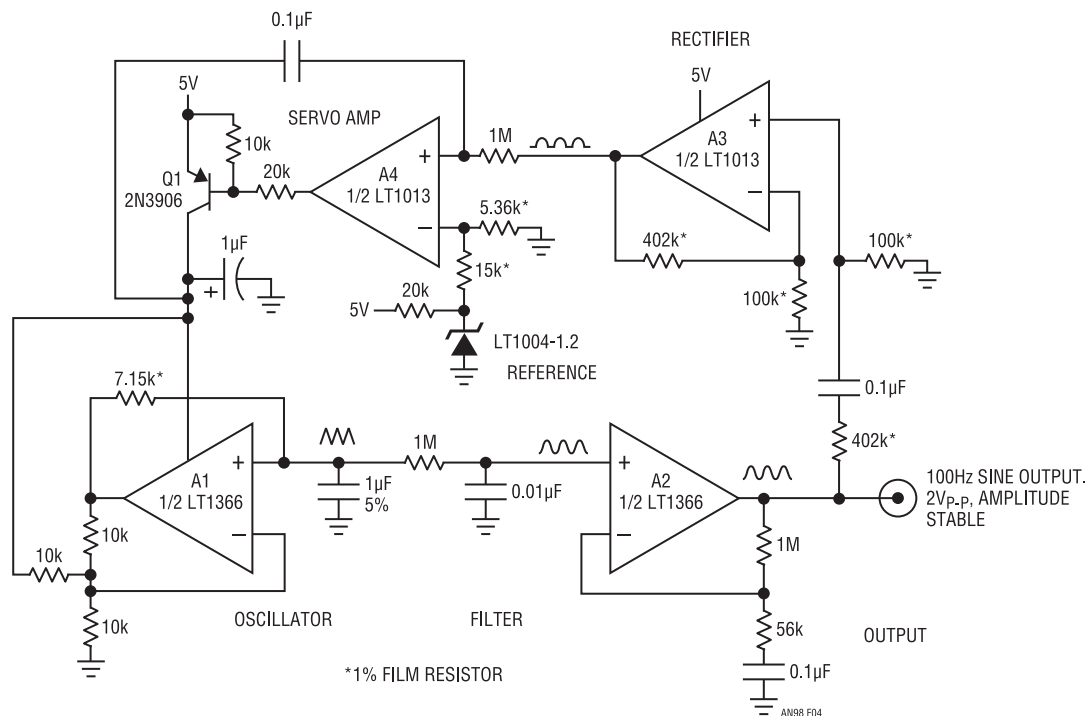 0.1µF
RECTIFIER
5V
5V
SERVO AMP
10k
1M
+
A3
1/2 LT1013
−
Q1
2N3906
20k
+
A4
1/2 LT1013
−
5.36k*
402k*
100k*
100k*
1µF
+
15k*
5V
20k
LT1004-1.2
REFERENCE
0.1µF
402k*
7.15k*
+
A1
1/2 LT1366
−
1M
1µF
5%
0.01µF
+
A2
1/2 LT1366
−
100Hz SINE OUTPUT.
2VP-P, AMPLITUDE
STABLE
10k
10k
10k
1M
56k
0.1µF
OSCILLATOR
FILTER
OUTPUT
*1% FILM RESISTOR
AN98 F04